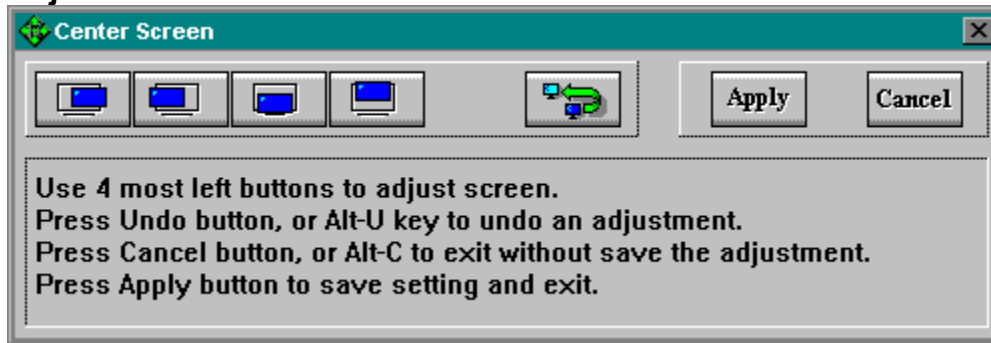 Center Screen
Apply Cancel
Use 4 most left buttons to adjust screen.
Press Undo button, or Alt-U key to undo an adjustment.
Press Cancel button, or Alt-C to exit without save the adjustment.
Press Apply button to save setting and exit.